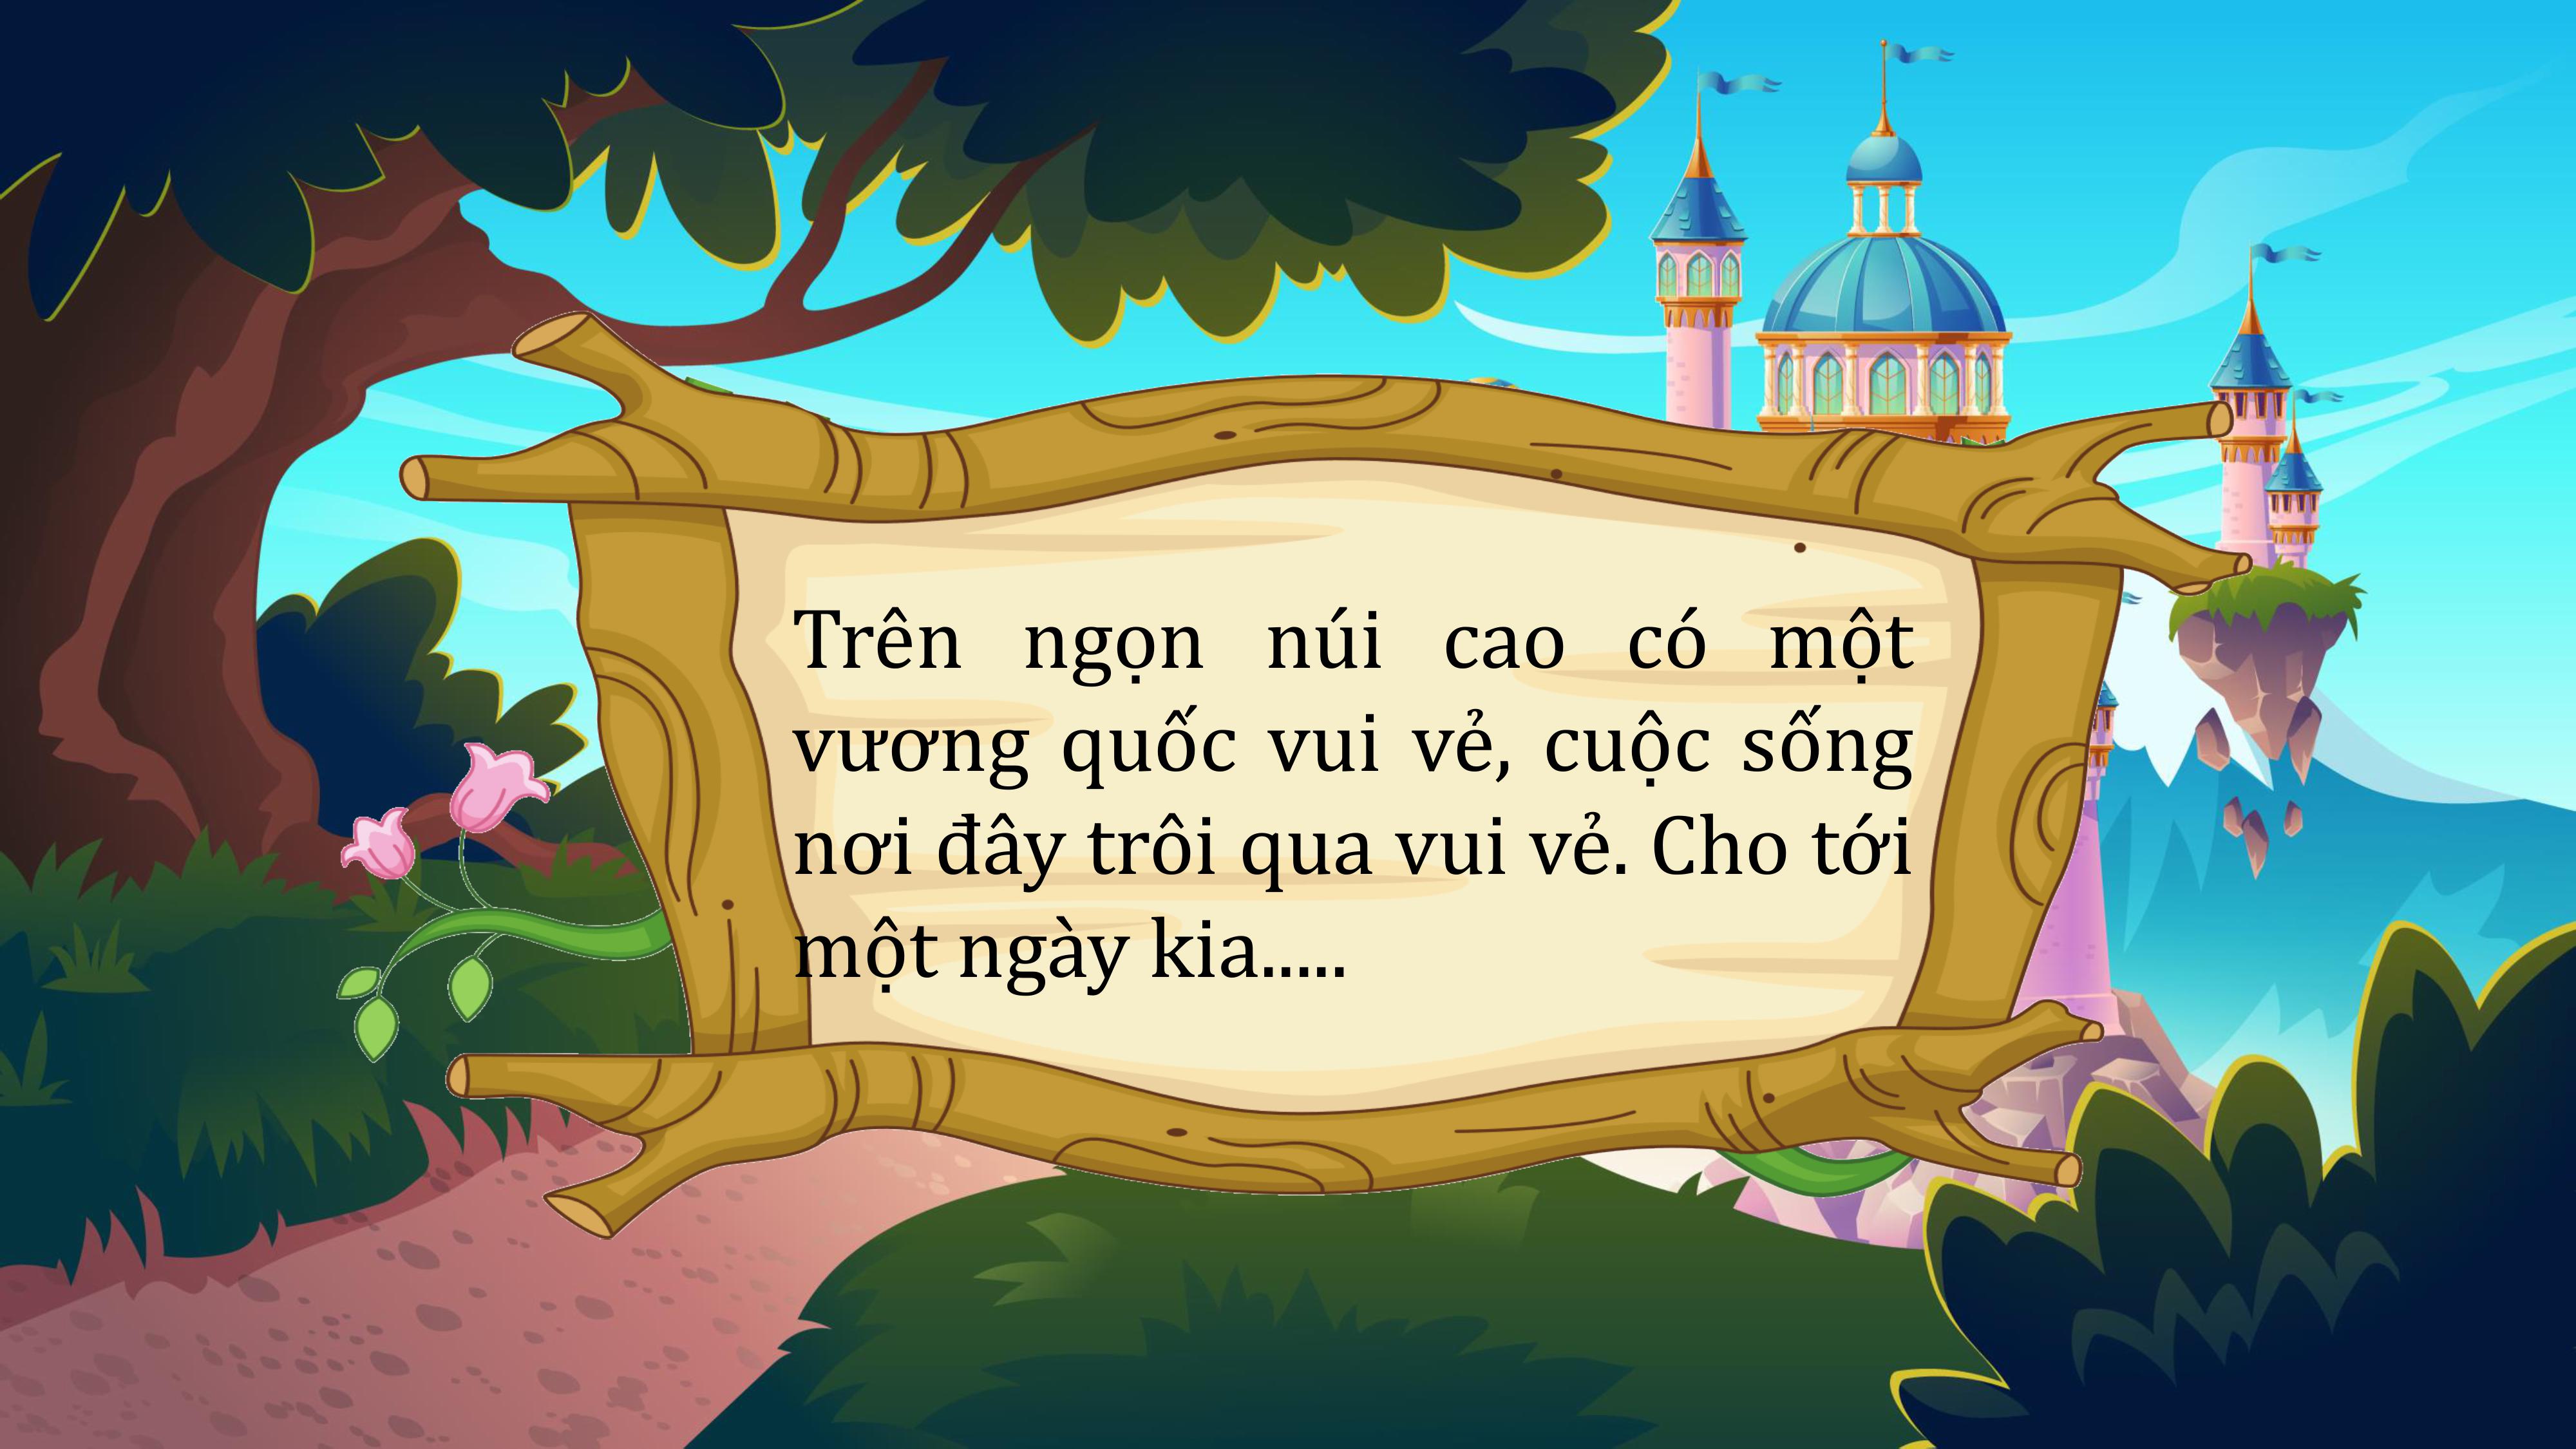 Trên ngọn núi cao có một
vương quốc vui vẻ, cuộc sống
nơi đây trôi qua vui vẻ. Cho tới
một ngày kia.....